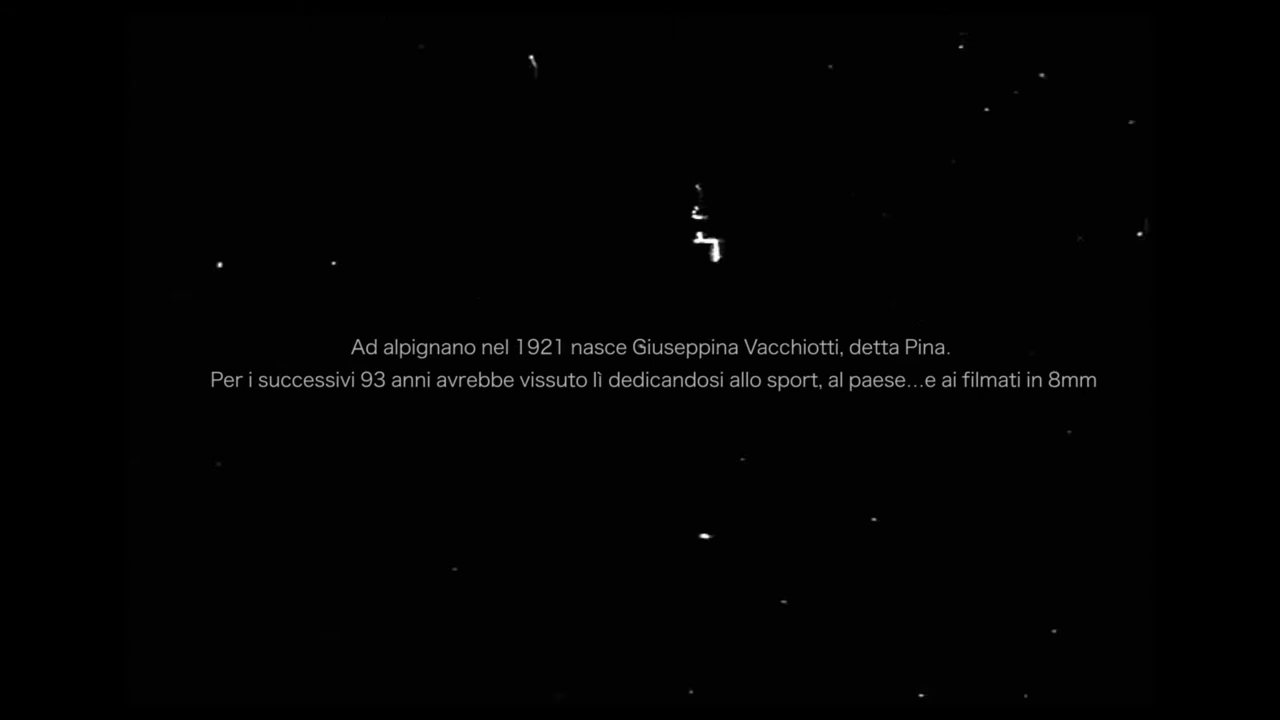 Ad alpignano nel 1921 nasce Giuseppina Vacchiotti, detta Pina.
Per i successivi 93 anni avrebbe vissuto lì dedicandosi allo sport, al paese...e ai filmati in 8mm